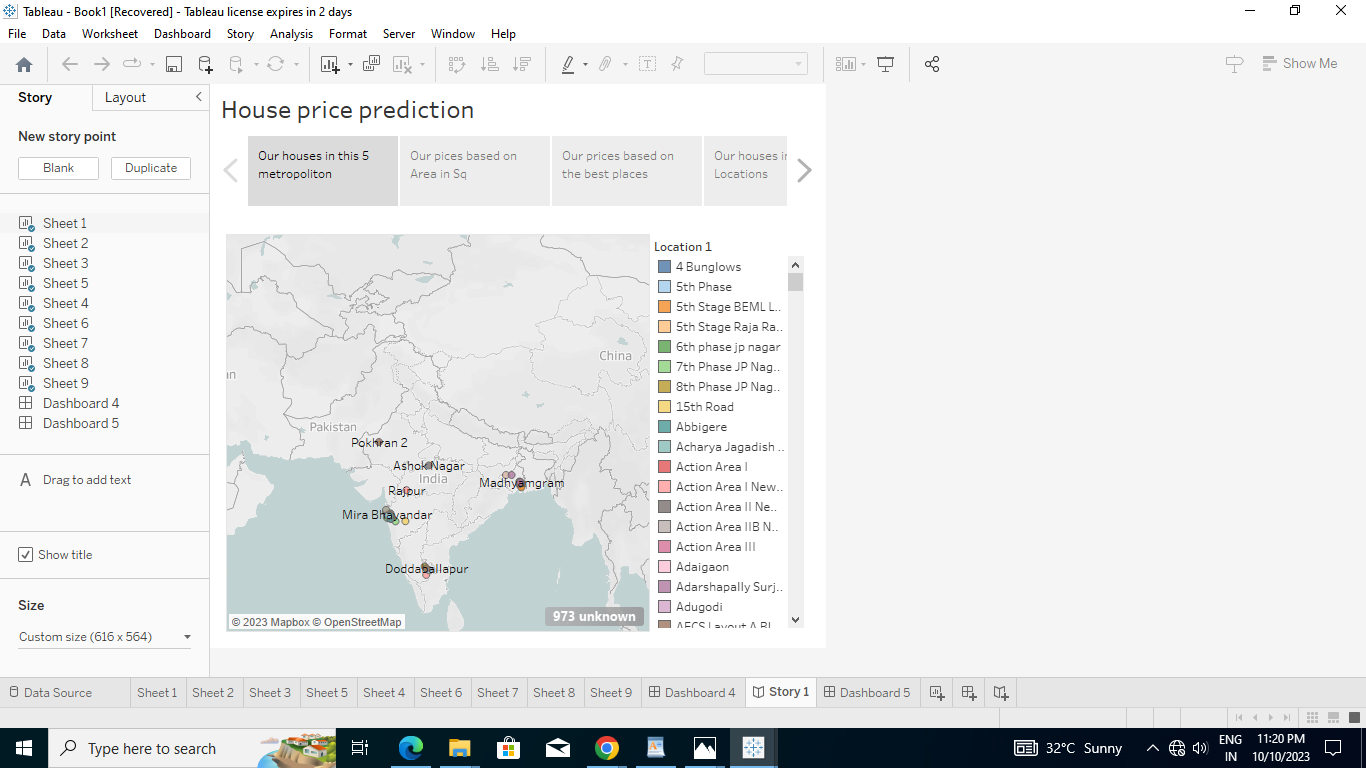 Tableau - Book1 [Recovered] - Tableau license expires in 2 days
File Data Worksheet Dashboard Story Analysis Format Server Window Help
Show Me
Story Layout
New story point
Blank Duplicate
Sheet 1
Sheet 2
Sheet 3
Sheet 5
Sheet 4
Sheet 6
Sheet 7
Sheet 8
Sheet 9
Dashboard 4
Dashboard 5
A Drag to add text
Show title
Size
Custom size (616 x 564)
House price prediction
Our houses in this 5
metropoliton
Our pices based on
Area in Sq
Our prices based on
the best places
Our houses i
Locations
China
an
Pakistan
Pokhran 2
Ashok Nagar
India
Madhyamgram
Rajpur
Mira Bhayandar
Doddaballapur
973 unknown
© 2023 Mapbox © OpenStreetMap
Location 1
4 Bunglows
5th Phase
5th Stage BEML L..
5th Stage Raja Ra..
6th phase jp nagar
7th Phase JP Nag..
8th Phase JP Nag..
15th Road
Abbigere
Acharya Jagadish ..
Action Area I
Action Area I New..
Action Area II Ne..
Action Area IIB N..
Action Area III
Adaigaon
Adarshapally Surj..
Adugodi
AECS Layout A Bl..
Data Source Sheet 1 Sheet 2 Sheet 3 Sheet 5 Sheet 4 Sheet 6 Sheet 7 Sheet 8 Sheet 9 Dashboard 4 Story 1 Dashboard 5
Type here to search
32°C Sunny
ENG
IN
11:20 PM
10/10/2023